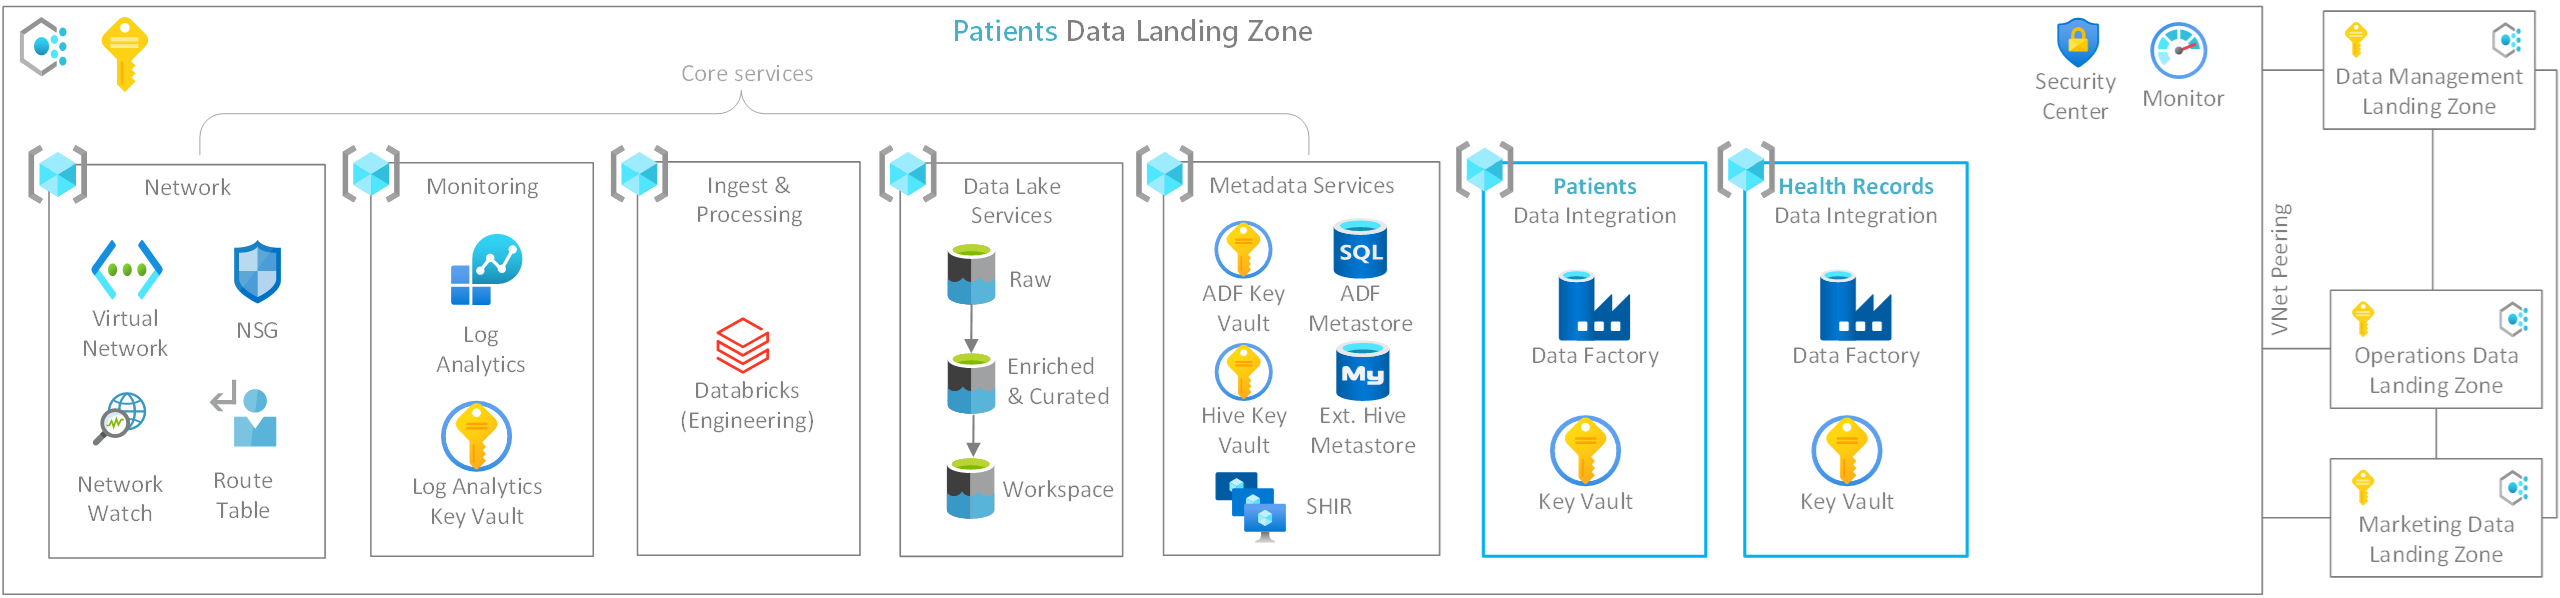 Patients Data Landing Zone
Core services
Security
Center
Monitor
Network
Virtual
Network
NSG
Network
Watch
Route
Table
Monitoring
Log
Analytics
Log Analytics
Key Vault
Ingest &
Processing
Databricks
(Engineering)
Data Lake
Services
Raw
Enriched
& Curated
Workspace
Metadata Services
ADF Key
Vault
SQL
ADF
Metastore
Hive Key
Vault
My
Ext. Hive
Metastore
SHIR
Patients
Data Integration
Data Factory
Key Vault
Health Records
Data Integration
Data Factory
Key Vault
VNet Peering
Data Management
Landing Zone
Operations Data
Landing Zone
Marketing Data
Landing Zone